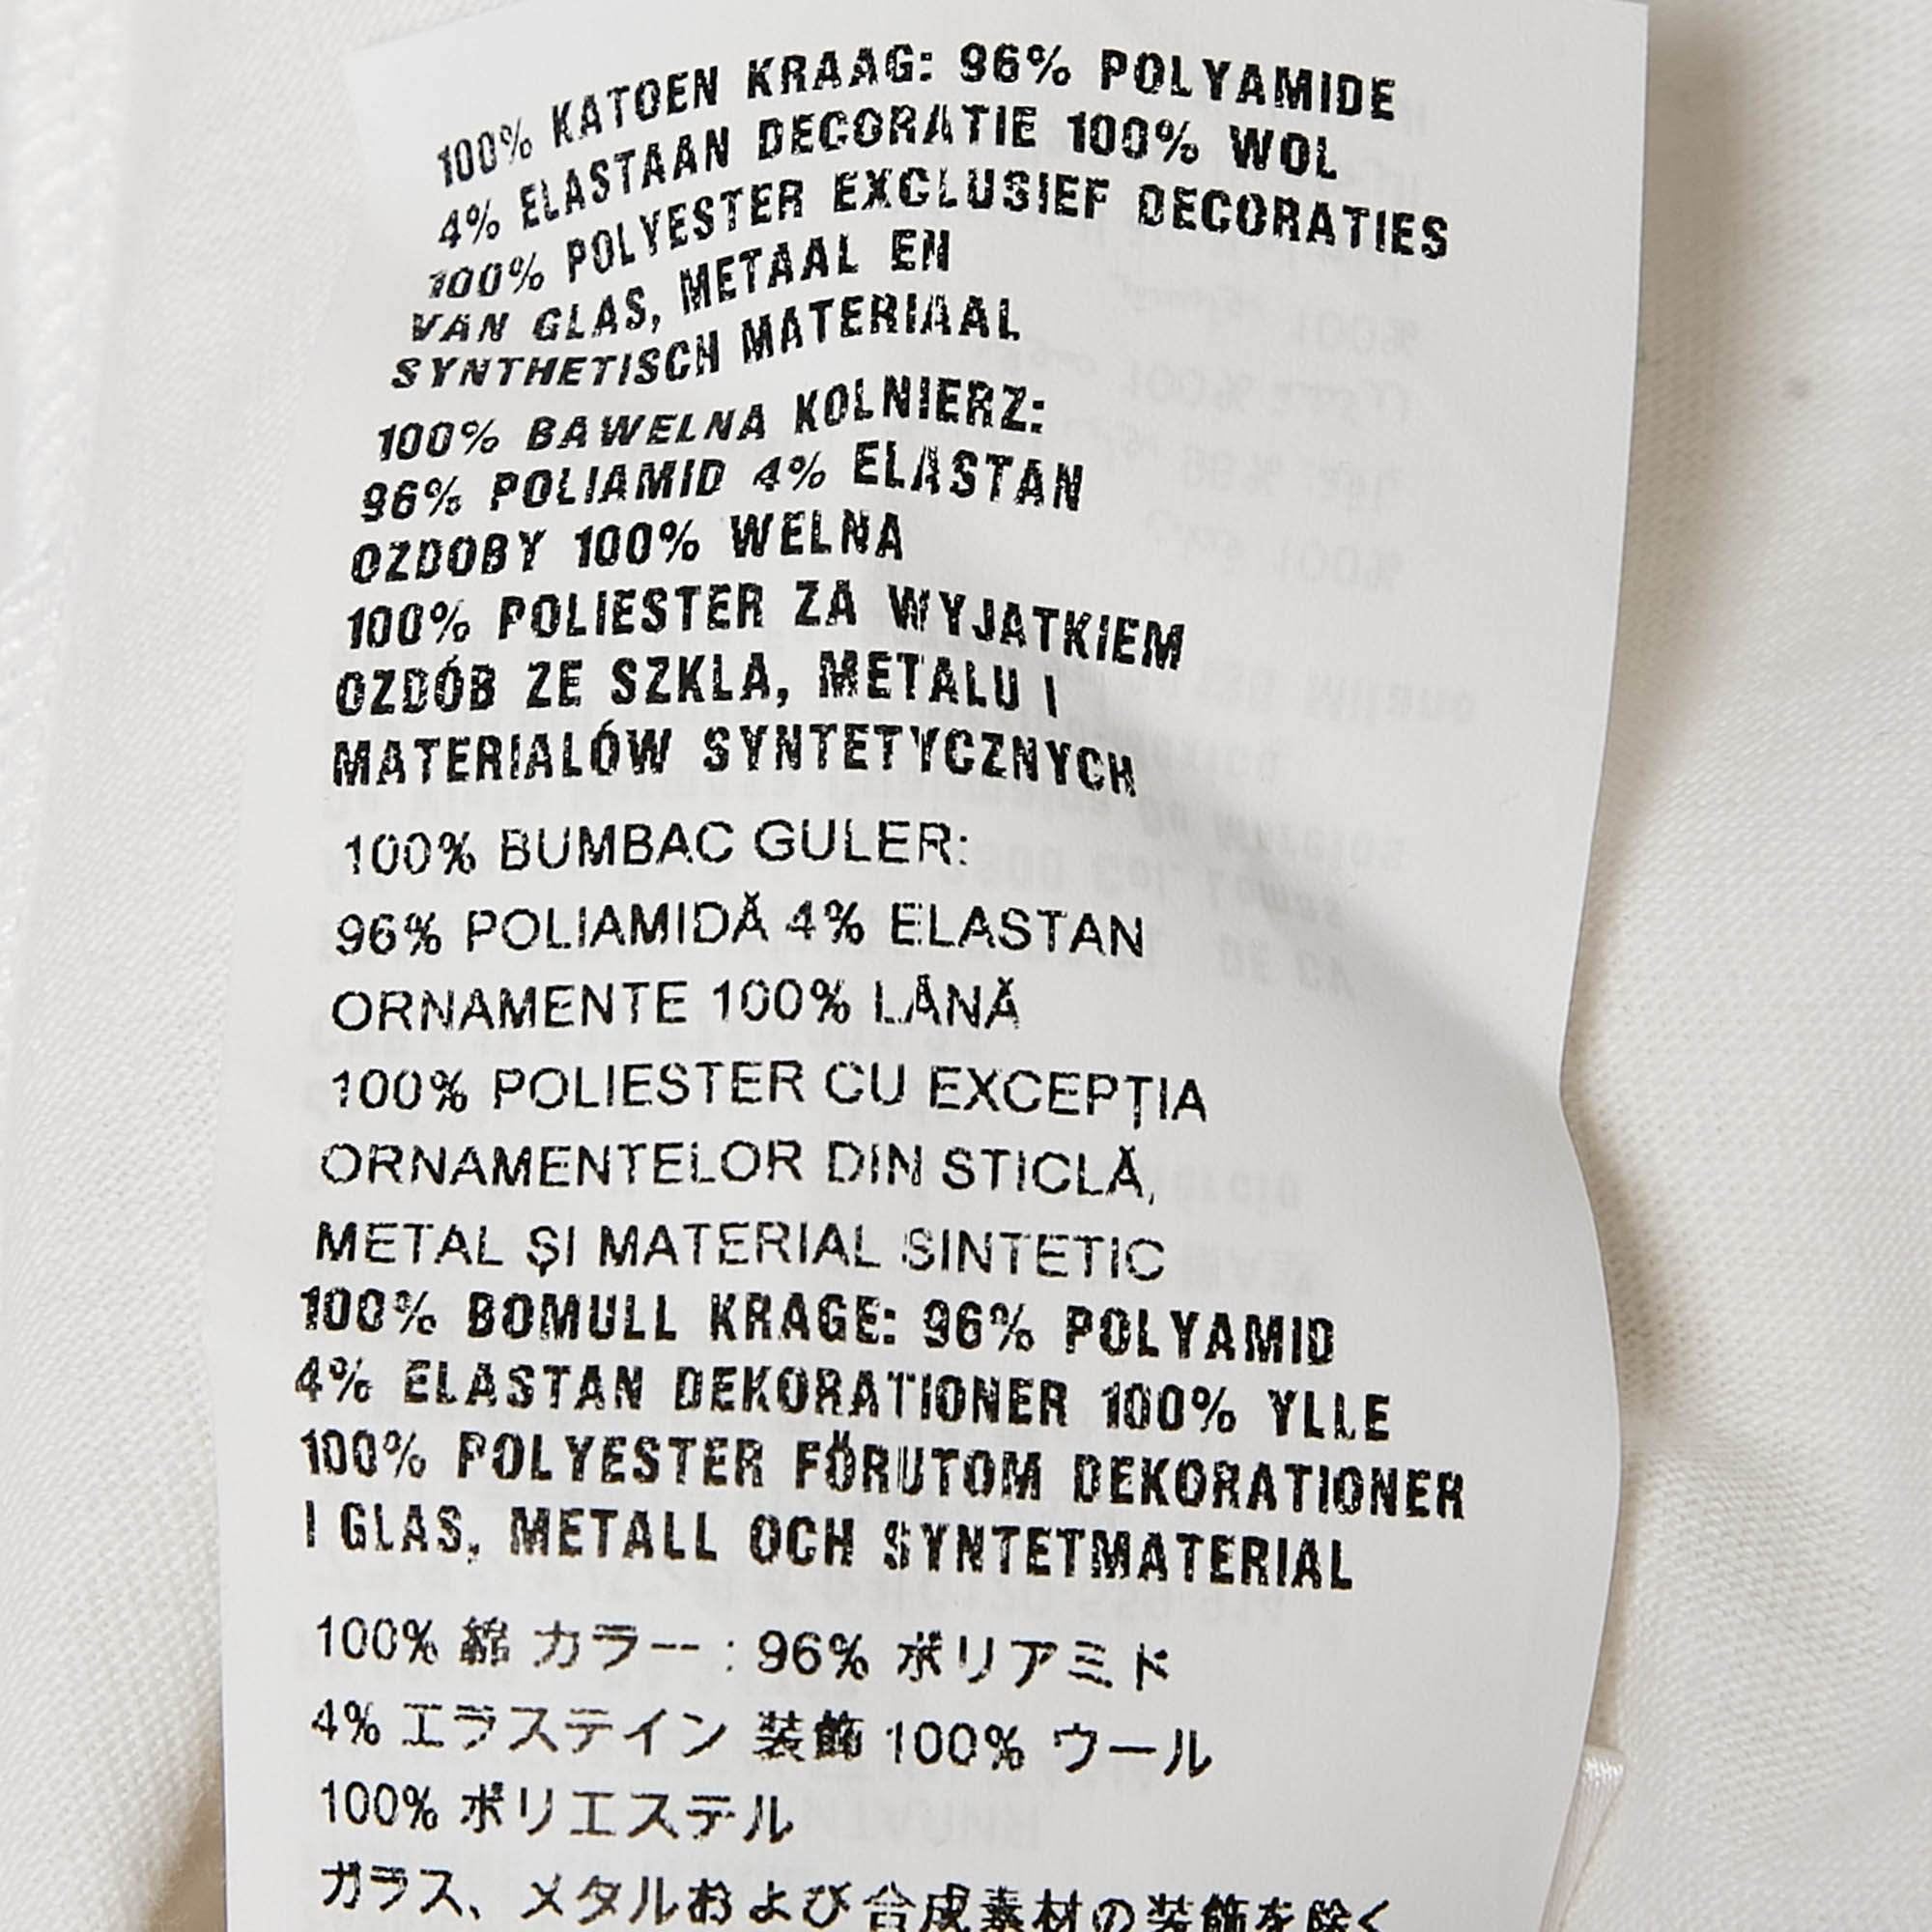 100% KATOEN KRAAG: 96% POLYAMIDE
4% ELASTAAN DECORATIE 100% WOL
100% POLYESTER EXCLUSIEF DECORATIES
VAN GLAS, METAAL EN
SYNTHETISCH MATERIAAL
100% BAWELNA KOLNIERZ:
96% POLIAMID 4% ELASTAN
OZDOBY 100% WELNA
100% POLIESTER ZA WYJATKIEM
OZDÓB ZE SZKLA, METALU I
MATERIALÓW SYNTETYCZNYCH
100% BUMBAC GULER:
96% POLIAMIDĂ 4% ELASTAN
ORNAMENTE 100% LÂNĂ
100% POLIESTER CU EXCEPŢIA
ORNAMENTELOR DIN STICLĂ,
METAL ŞI MATERIAL SINTETIC
100% BOMULL KRAGE: 96% POLYAMID
4% ELASTAN DEKORATIONER 100% YLLE
100% POLYESTER FÖRUTOM DEKORATIONER
I GLAS, METALL OCH SYNTETMATERIAL
100% 綿 カラー : 96% ポリアミド
4% エラステイン 装飾 100% ウール
100% ポリエステル
ガラス、メタルおよび合成素材の装飾を除く